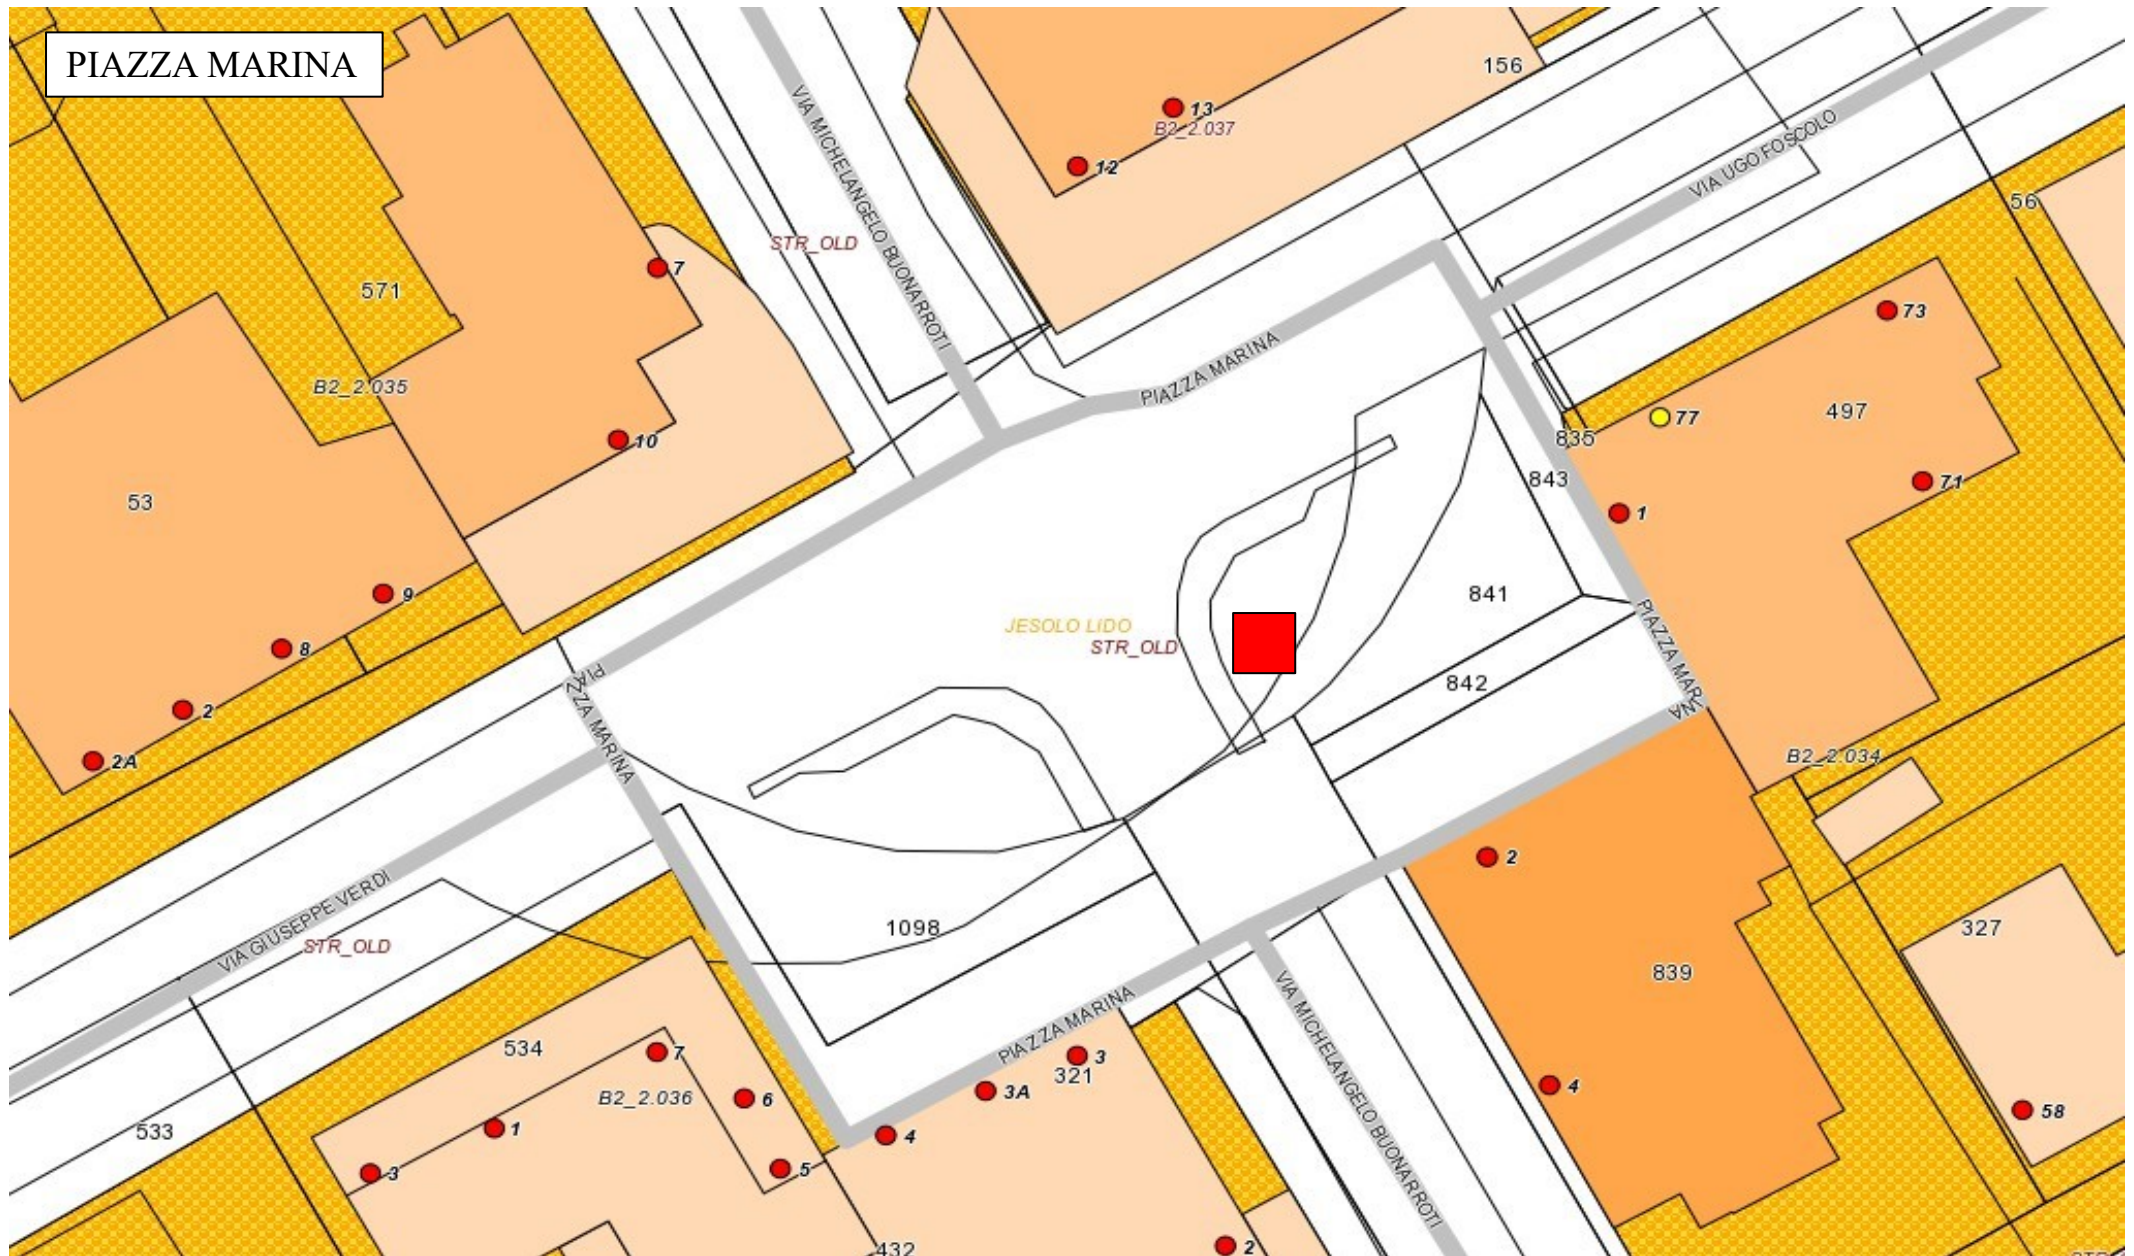 PIAZZA MARINA
156
13
B2_2.037
12
VIA MICHELANGELO BUONARROTI
VIA UGO FOSCOLO
56
STR_OLD
7
571
73
PIAZZA MARINA
B2_2.035
77
497
835
10
843
71
53
1
9
841
JESOLO LIDO
STR_OLD
PIAZZA MARINA
8
PIAZZA MARINA
842
2
2A
B2_2.034
2
VIA GIUSEPPE VERDI
STR_OLD
1098
327
839
PIAZZA MARINA
VIA MICHELANGELO BUONARROTI
534
7
3
321
3A
4
B2_2.036
6
58
533
1
4
3
5
432
2